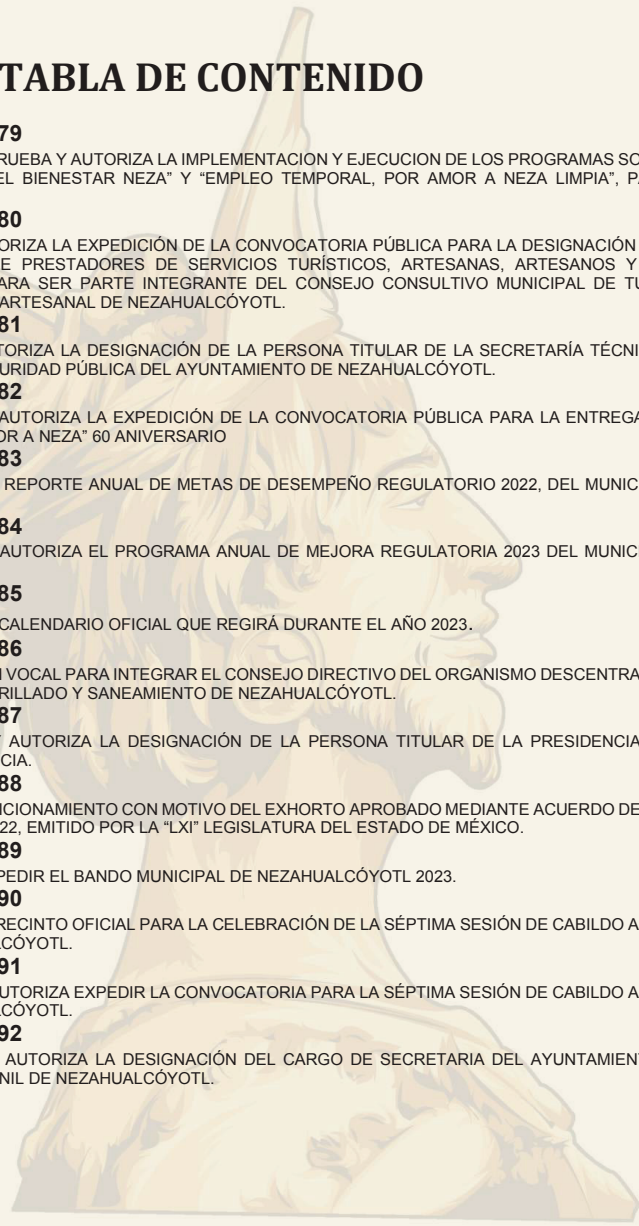 TABLA DE CONTENIDO
79
RUEBA Y AUTORIZA LA IMPLEMENTACION Y EJECUCION DE LOS PROGRAMAS SO
EL BIENESTAR NEZA” Y “EMPLEO TEMPORAL, POR AMOR A NEZA LIMPIA”, PA
80
ORIZA LA EXPEDICIÓN DE LA CONVOCATORIA PÚBLICA PARA LA DESIGNACIÓN
E PRESTADORES DE SERVICIOS TURÍSTICOS, ARTESANAS, ARTESANOS Y
ARA SER PARTE INTEGRANTE DEL CONSEJO CONSULTIVO MUNICIPAL DE TU
ARTESANAL DE NEZAHUALCÓYOTL.
81
TORIZA LA DESIGNACIÓN DE LA PERSONA TITULAR DE LA SECRETARÍA TÉCNI
URIDAD PÚBLICA DEL AYUNTAMIENTO DE NEZAHUALCÓYOTL.
82
AUTORIZA LA EXPEDICIÓN DE LA CONVOCATORIA PÚBLICA PARA LA ENTREGA
OR A NEZA” 60 ANIVERSARIO
83
REPORTE ANUAL DE METAS DE DESEMPEÑO REGULATORIO 2022, DEL MUNIC
84
AUTORIZA EL PROGRAMA ANUAL DE MEJORA REGULATORIA 2023 DEL MUNICI
85
CALENDARIO OFICIAL QUE REGIRÁ DURANTE EL AÑO 2023.
86
N VOCAL PARA INTEGRAR EL CONSEJO DIRECTIVO DEL ORGANISMO DESCENTRA
RILLADO Y SANEAMIENTO DE NEZAHUALCÓYOTL.
87
Y AUTORIZA LA DESIGNACIÓN DE LA PERSONA TITULAR DE LA PRESIDENCIA
CIA.
88
NCIONAMIENTO CON MOTIVO DEL EXHORTO APROBADO MEDIANTE ACUERDO DE
22, EMITIDO POR LA “LXI” LEGISLATURA DEL ESTADO DE MÉXICO.
89
PEDIR EL BANDO MUNICIPAL DE NEZAHUALCÓYOTL 2023.
90
RECINTO OFICIAL PARA LA CELEBRACIÓN DE LA SÉPTIMA SESIÓN DE CABILDO A
LCÓYOTL.
91
UTORIZA EXPEDIR LA CONVOCATORIA PARA LA SÉPTIMA SESIÓN DE CABILDO A
LCÓYOTL.
92
AUTORIZA LA DESIGNACIÓN DEL CARGO DE SECRETARIA DEL AYUNTAMIEN
NIL DE NEZAHUALCÓYOTL.